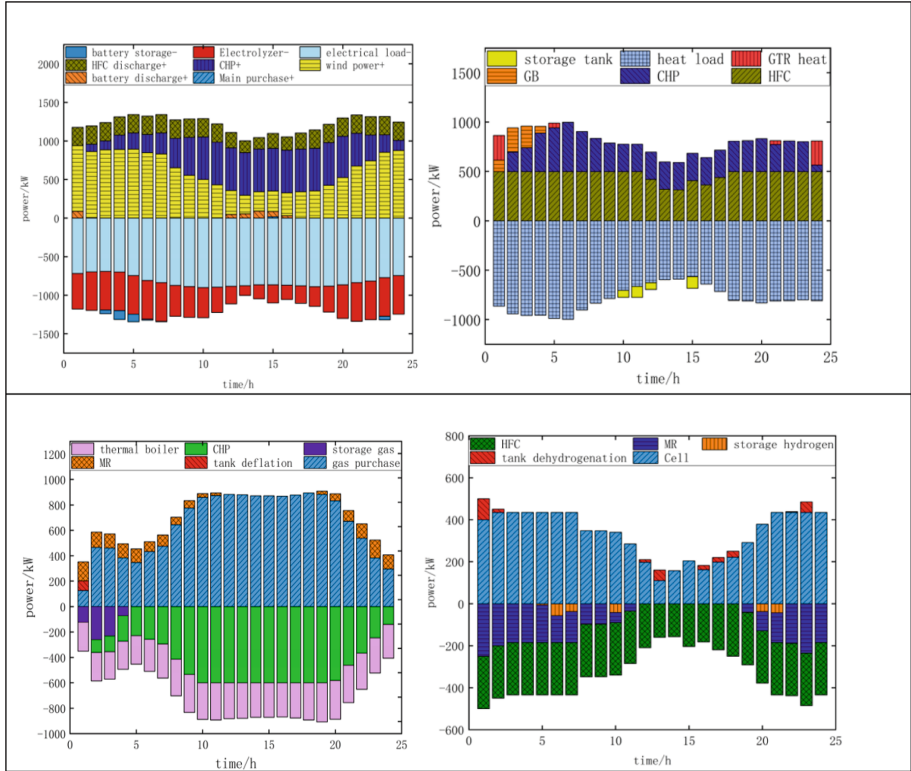 battery storage- Electrolyzer- electrical load-
HFC discharge+ CHP+ wind power+
battery discharge+ Main purchase+
2000
1500
1000
500
0
-500
-1000
-1500
power/kW
0 5 10 15 20 25
time/h
storage tank heat load GTR heat
GB CHP HFC
1500
1000
500
0
-500
-1000
power/kW
0 5 10 15 20 25
time/h
thermal boiler CHP storage gas
MR tank deflation gas purchase
1200
1000
800
600
400
200
0
-200
-400
-600
-800
-1000
power/kW
0 5 10 15 20 25
time/h
HFC MR storage hydrogen
tank dehydrogenation Cell
800
600
400
200
0
-200
-400
-600
power/kW
0 5 10 15 20 25
time/h